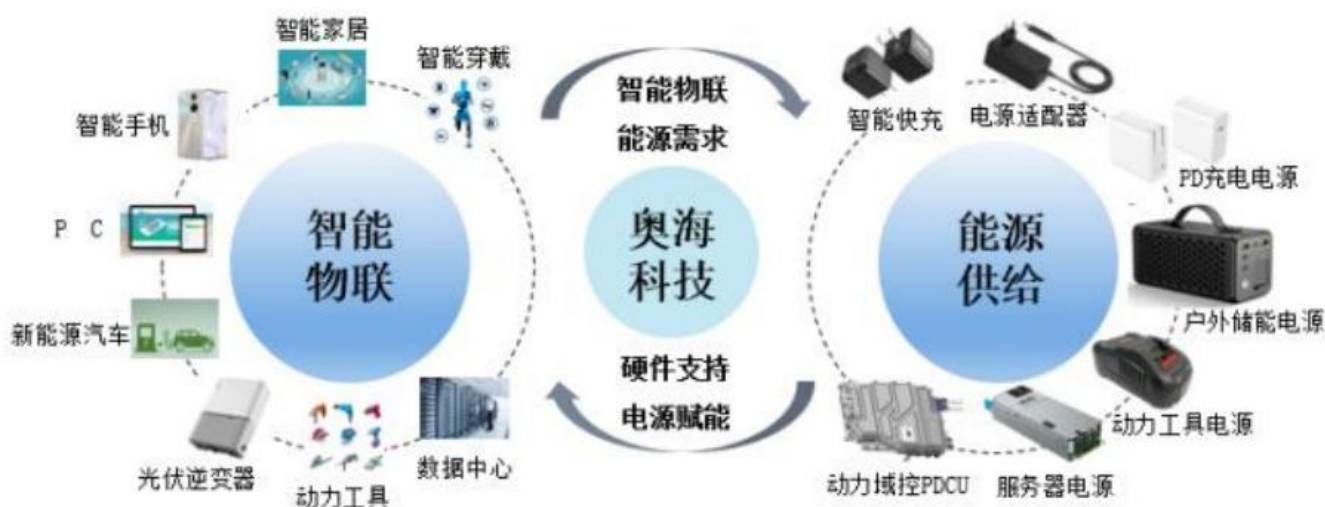 智能家居
智能穿戴
智能手机
P C
新能源汽车
光伏逆变器
动力工具
数据中心
智能
物联
智能物联
能源需求
奥海
科技
硬件支持
电源赋能
能源
供给
智能快充
电源适配器
PD充电电源
户外储能电源
动力工具电源
服务器电源
动力域控PDCU